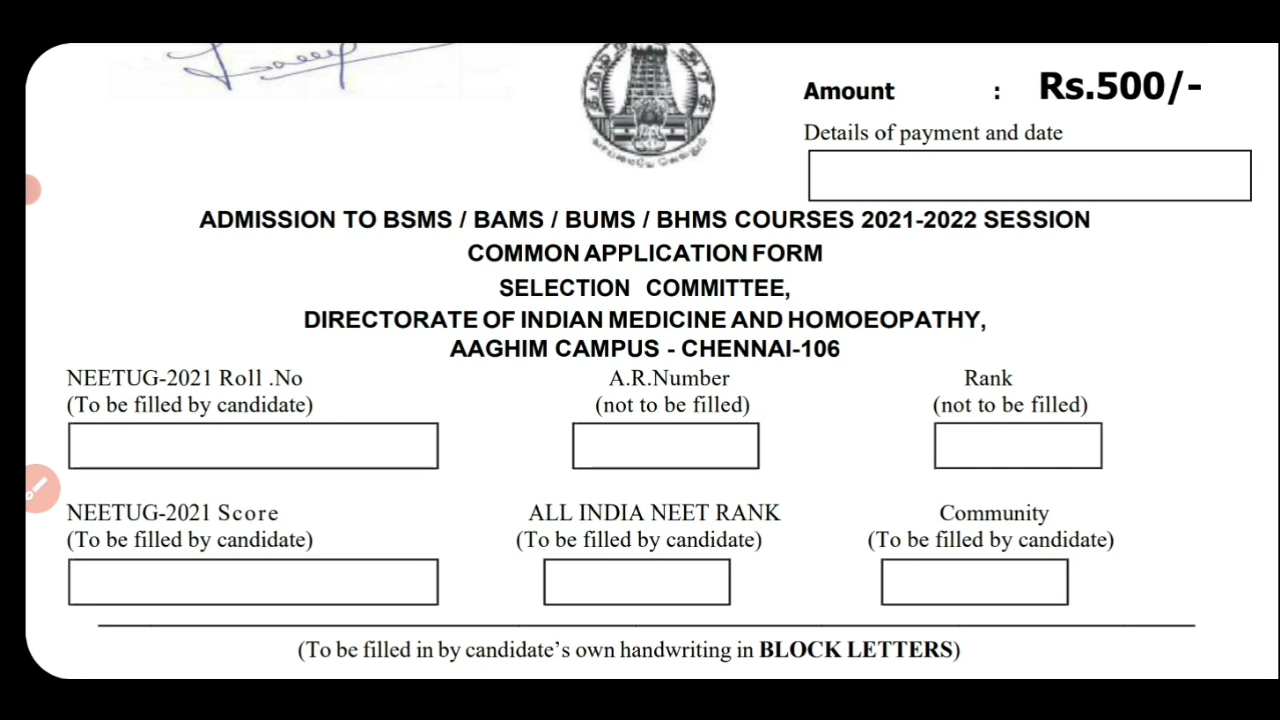 Amount : Rs.500/-
Details of payment and date
ADMISSION TO BSMS / BAMS / BUMS / BHMS COURSES 2021-2022 SESSION
COMMON APPLICATION FORM
SELECTION COMMITTEE,
DIRECTORATE OF INDIAN MEDICINE AND HOMOEOPATHY,
AAGHIM CAMPUS - CHENNAI-106
NEETUG-2021 Roll .No A.R.Number Rank
(To be filled by candidate) (not to be filled) (not to be filled)
NEETUG-2021 Score ALL INDIA NEET RANK Community
(To be filled by candidate) (To be filled by candidate) (To be filled by candidate)
(To be filled in by candidate’s own handwriting in BLOCK LETTERS)